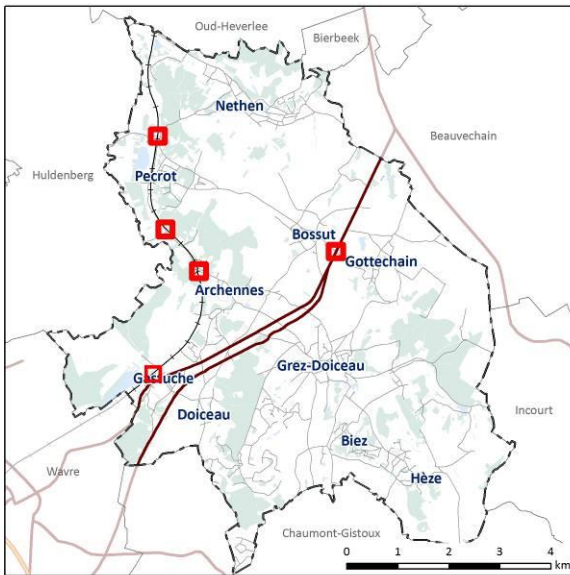 Oud-Heverlee
Bierbeek
Nethen
Beauvechain
Huldenberg
Pecrot
Bossut
Gottechain
Archennes
Grez-Doiceau
Gastuche
Doiceau
Incourt
Biez
Wavre
Hèze
Chaumont-Gistoux
0 1 2 3 4
km